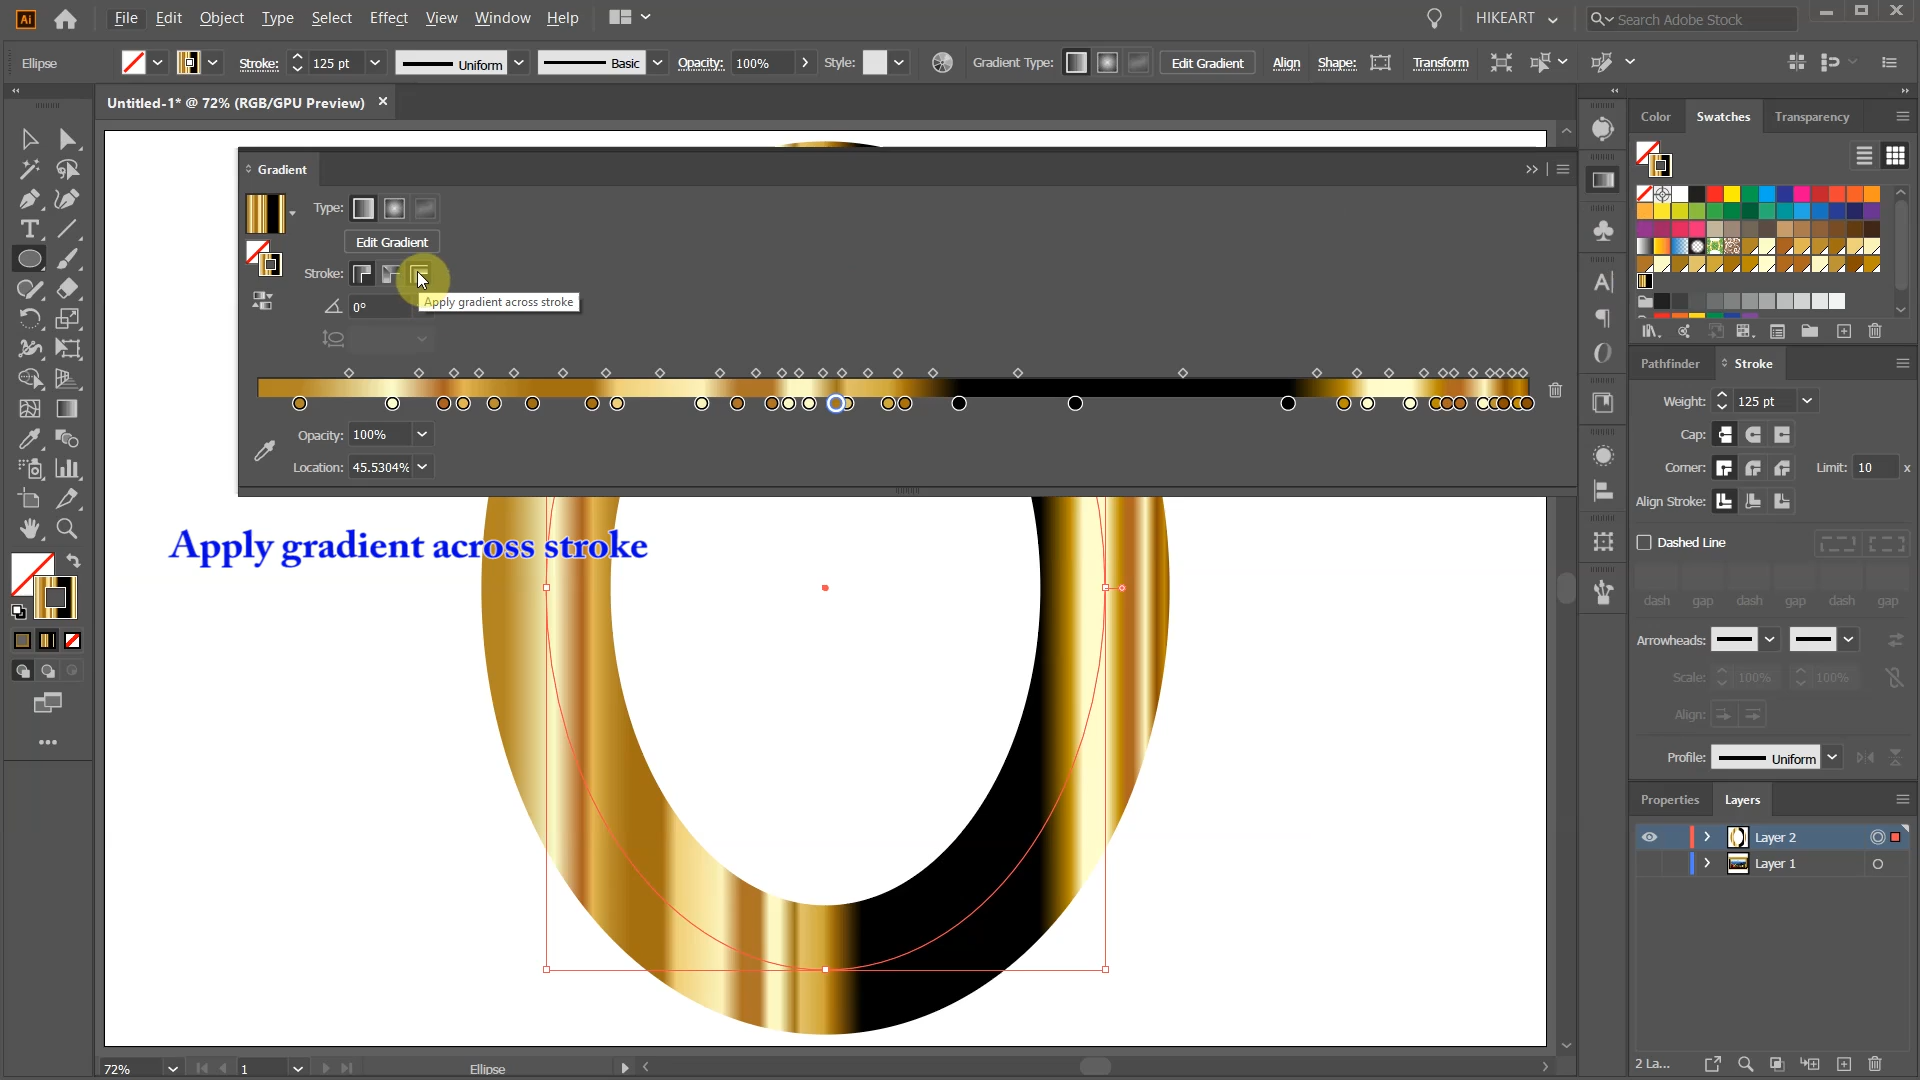 Ai File Edit Object Type Select Effect View Window Help HIKEART Search Adobe Stock
Ellipse Stroke: 125 pt Uniform Basic Opacity: 100% Style: Gradient Type: Edit Gradient Align Shape: Transform
Untitled-1* @ 72% (RGB/GPU Preview)
Color Swatches Transparency
Gradient
Type:
Edit Gradient
Stroke:
Apply gradient across stroke
0°
Opacity: 100%
Location: 45.5304%
Apply gradient across stroke
Pathfinder Stroke
Weight: 125 pt
Cap:
Corner: Limit: 10 x
Align Stroke:
Dashed Line
dash gap dash gap dash gap
Arrowheads:
Scale: 100% 100%
Align:
Profile: Uniform
Properties Layers
Layer 2
Layer 1
2 La...
72% 1 Ellipse